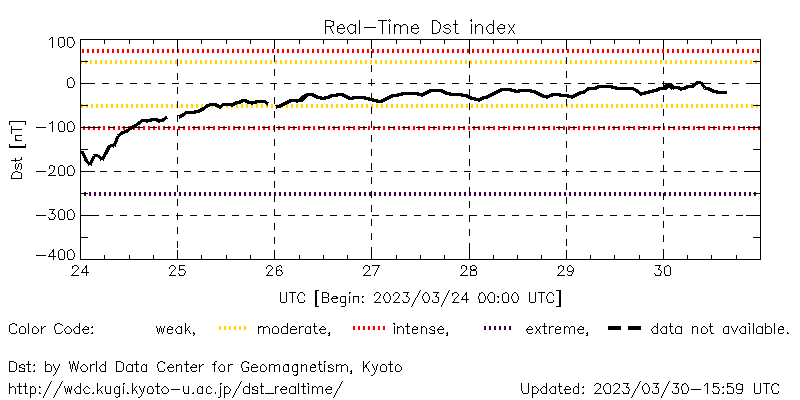 Real-Time Dst index
100
0
-100
-200
-300
-400
Dst [nT]
24 25 26 27 28 29 30
UTC [Begin: 2023/03/24 00:00 UTC]
Color Code: weak, moderate, intense, extreme, data not available.
Dst: by World Data Center for Geomagnetism, Kyoto
http://wdc.kugi.kyoto-u.ac.jp/dst_realtime/ Updated: 2023/03/30-15:59 UTC